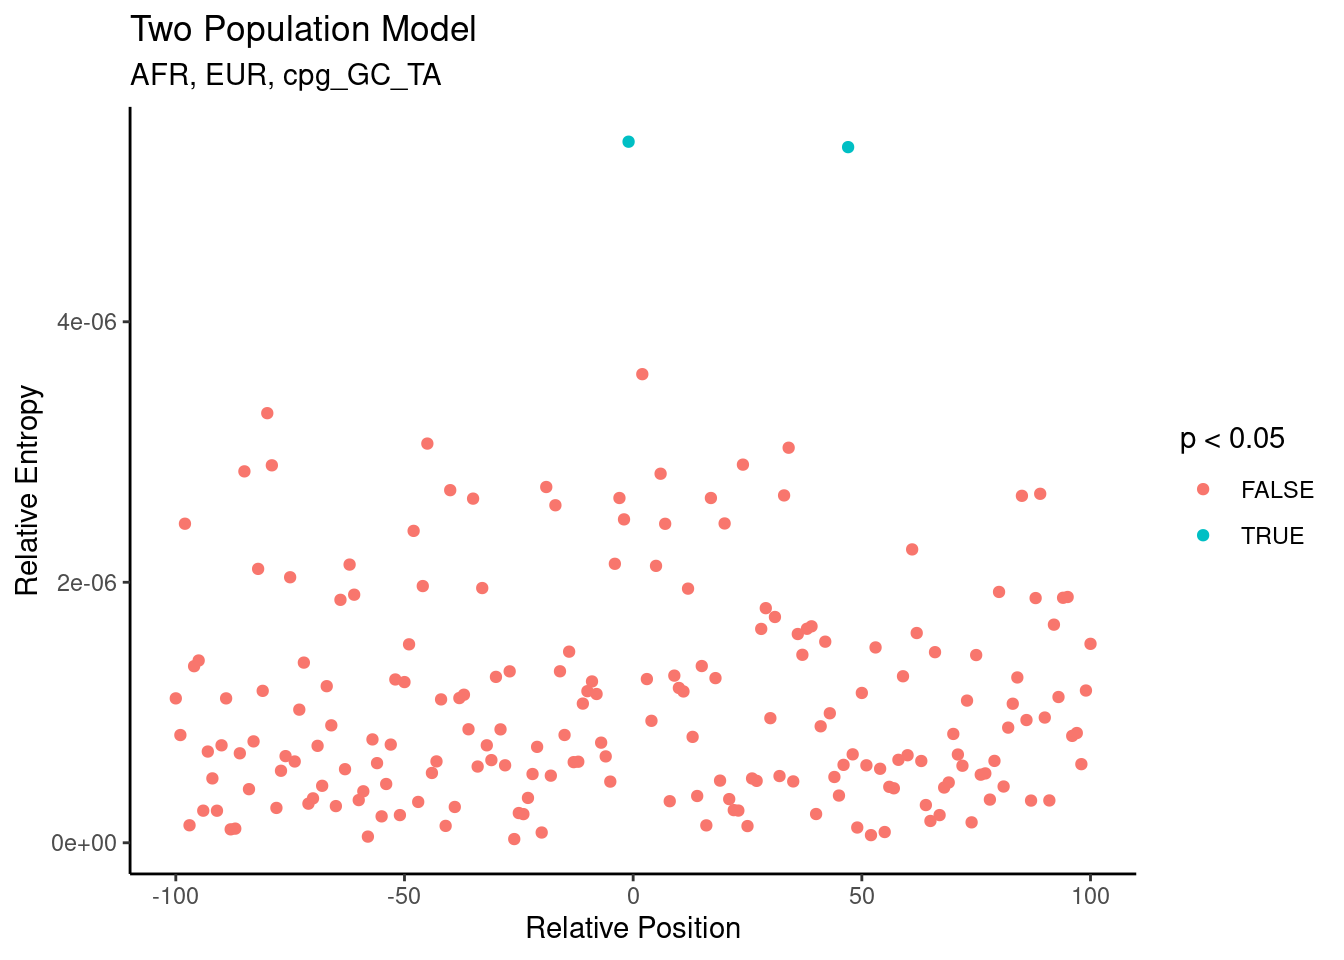 Two Population Model
AFR, EUR, cpg_GC_TA
Relative Entropy
4e-06
2e-06
0e+00
-100
-50
0
50
100
Relative Position
p < 0.05
FALSE
TRUE